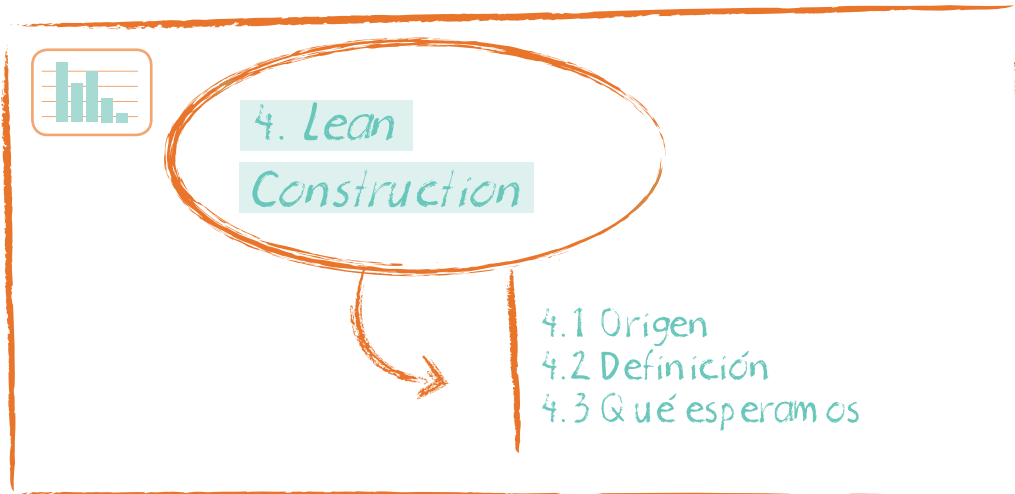 4. Lean
Construction
4.1 Origen
4.2 Definición
4.3 Qué esperamos